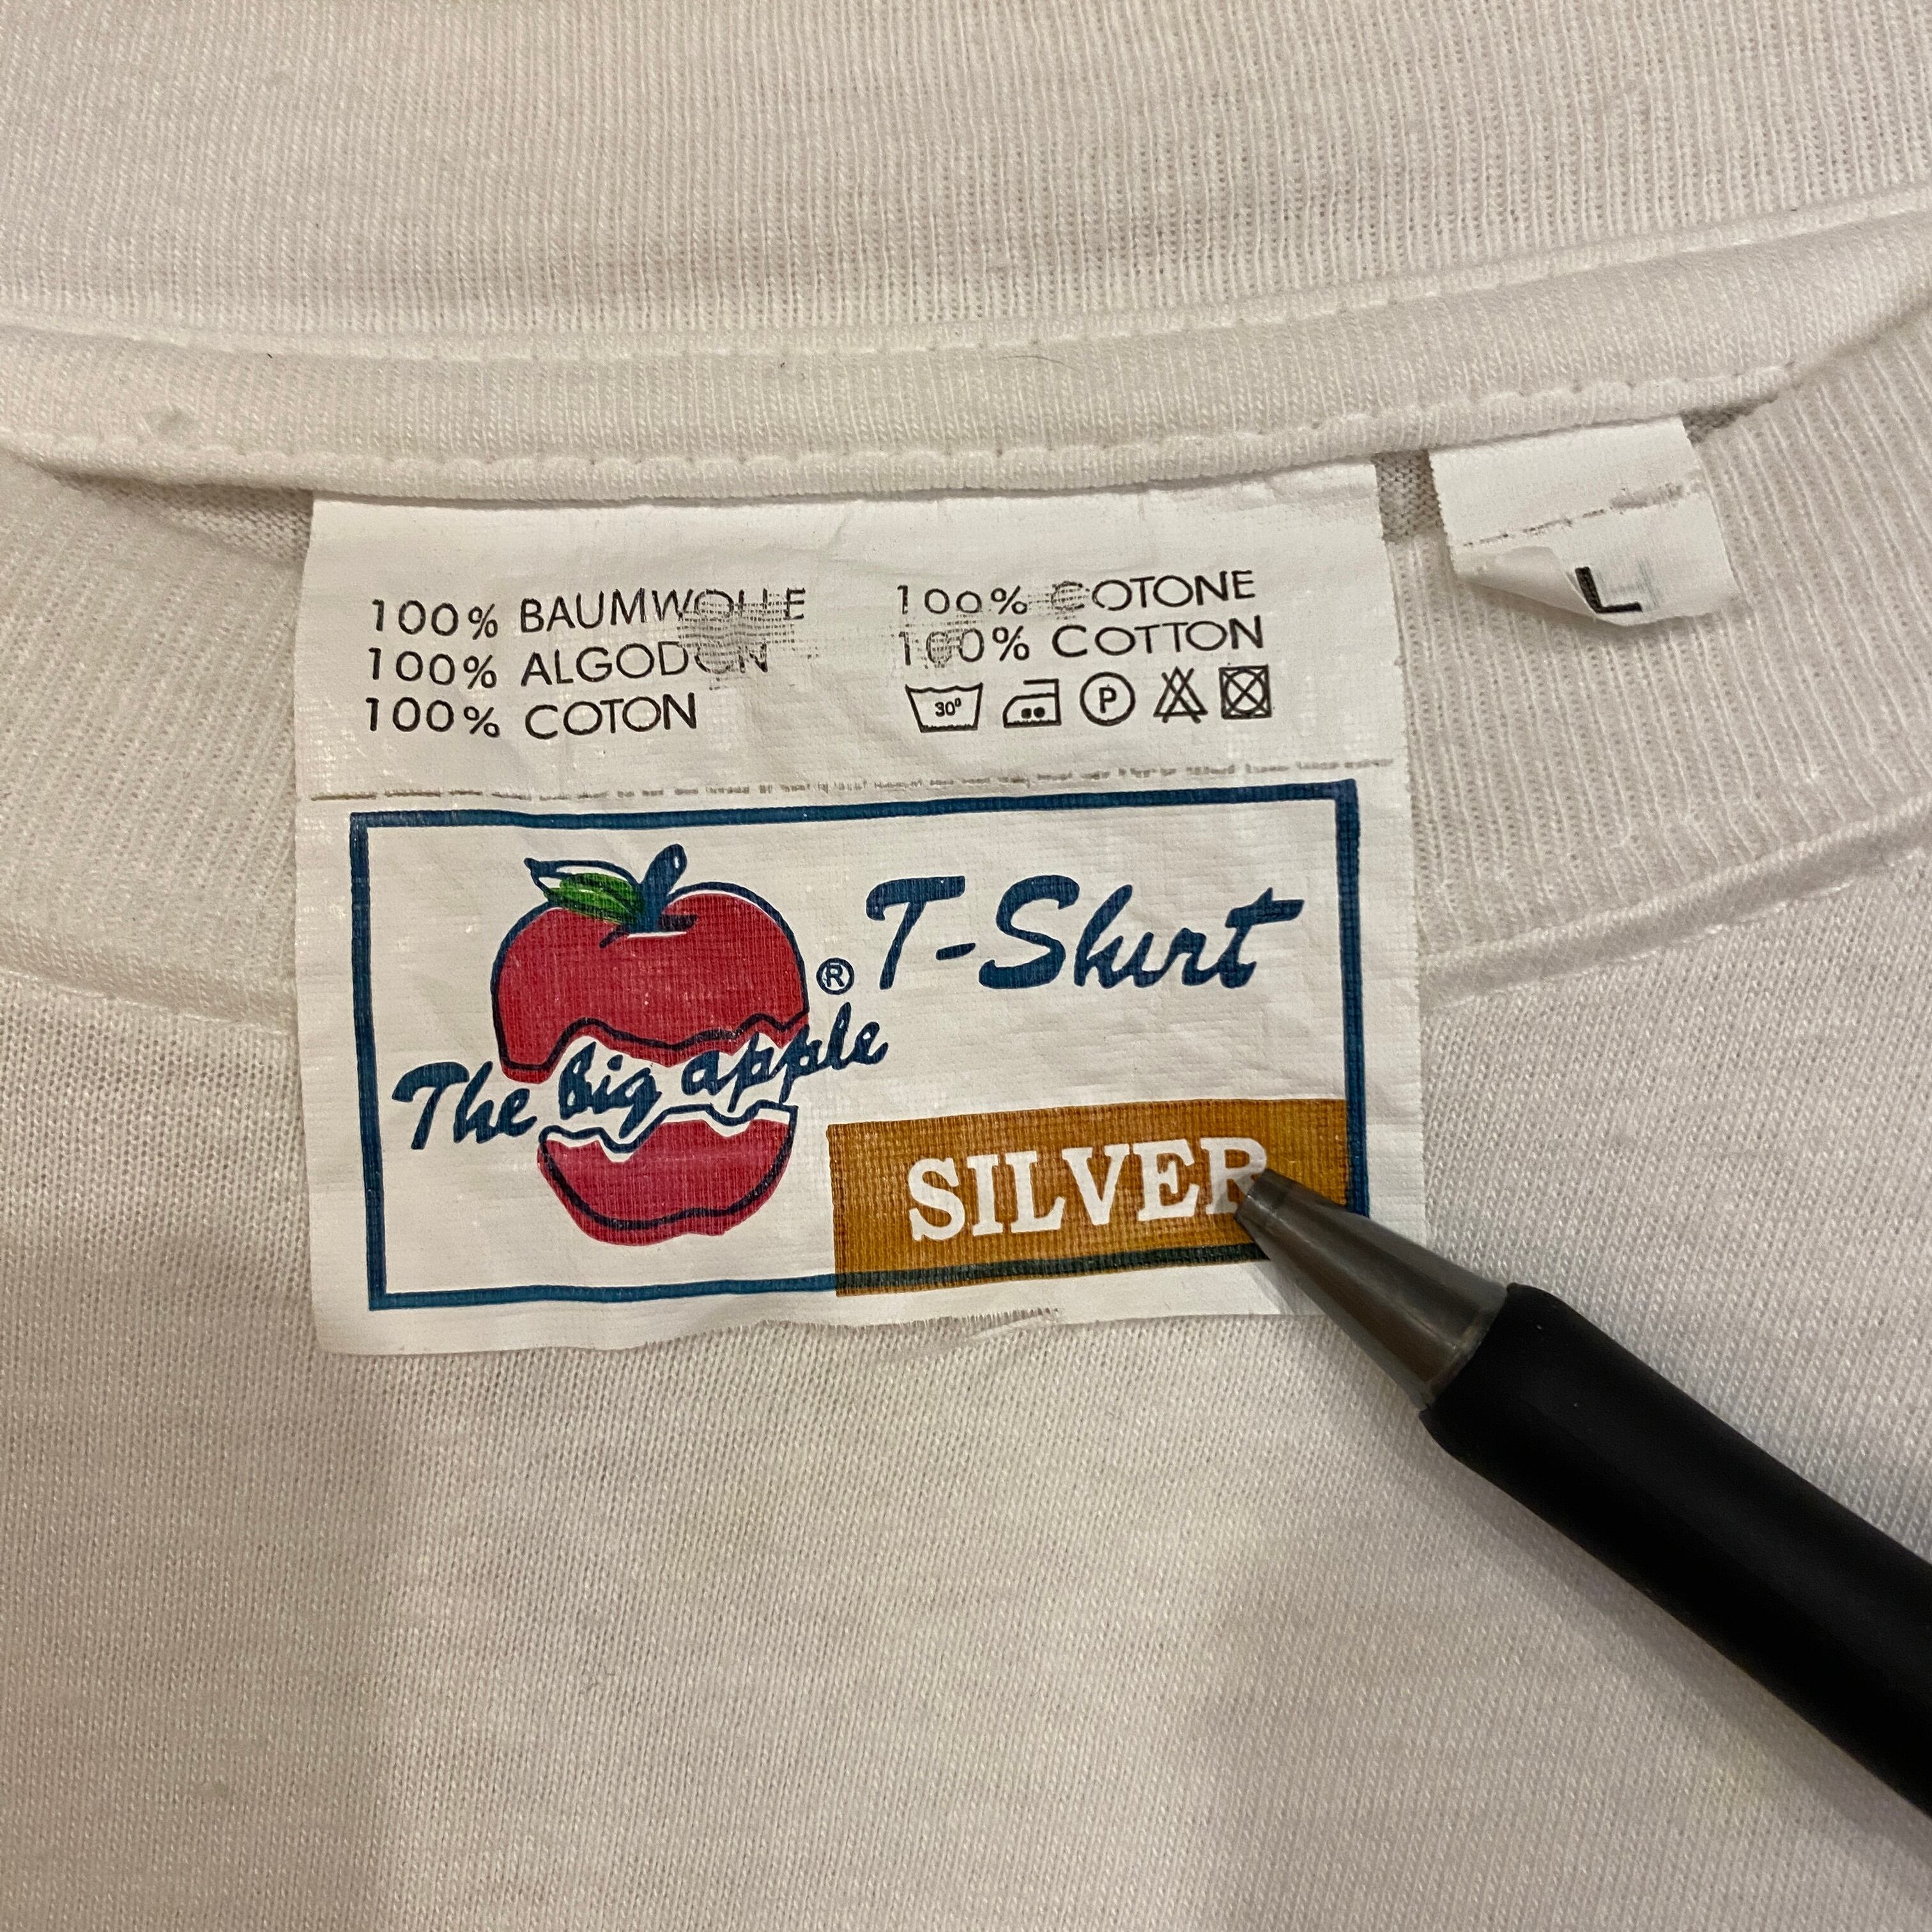 100% BAUMWOLLE
100% ALGODON
100% COTON
100% COTONE
100% COTTON
30°
P
L
® T-Shirt
The Big apple
SILVER